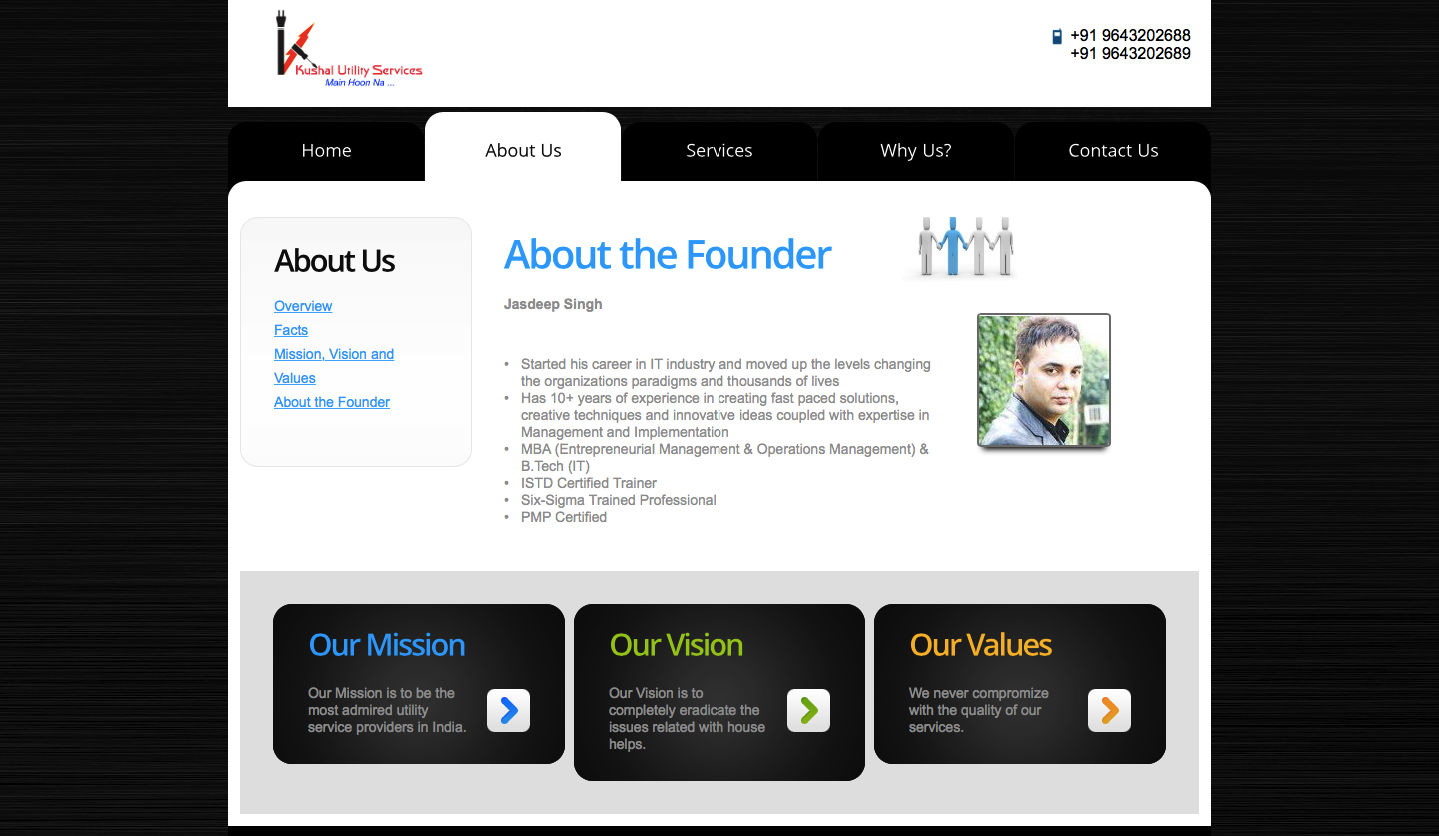 Kushal Utility Services
Main Hoon Na ...
+91 9643202688
+91 9643202689
Home
About Us
Services
Why Us?
Contact Us
About Us
Overview
Facts
Mission, Vision and
Values
About the Founder
About the Founder
Jasdeep Singh
• Started his career in IT industry and moved up the levels changing
the organizations paradigms and thousands of lives
• Has 10+ years of experience in creating fast paced solutions,
creative techniques and innovative ideas coupled with expertise in
Management and Implementation
• MBA (Entrepreneurial Management & Operations Management) &
B.Tech (IT)
• ISTD Certified Trainer
• Six-Sigma Trained Professional
• PMP Certified
Our Mission
Our Mission is to be the
most admired utility
service providers in India.
Our Vision
Our Vision is to
completely eradicate the
issues related with house
helps.
Our Values
We never compromize
with the quality of our
services.